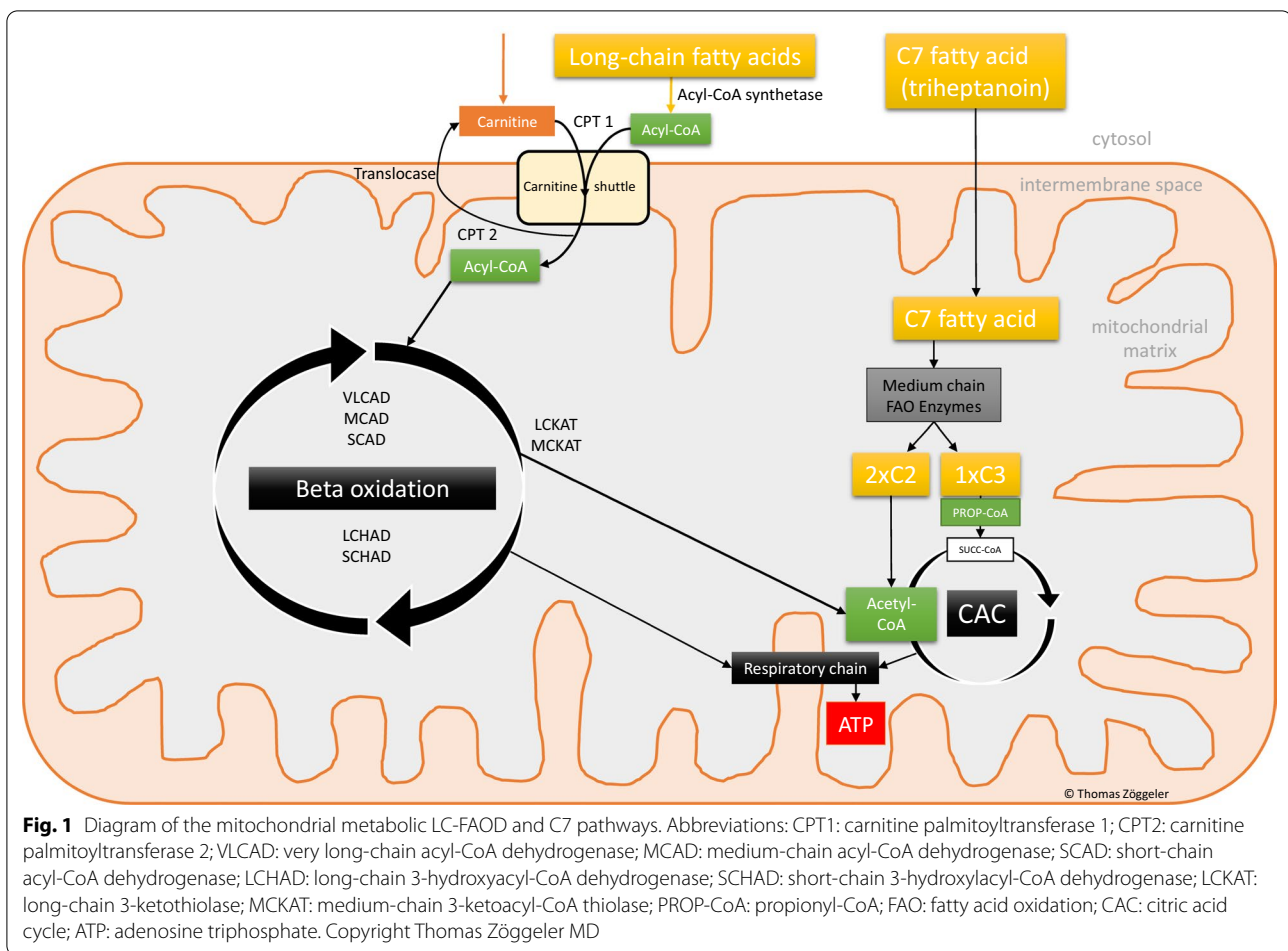 Long-chain fatty acids
C7 fatty acid
(triheptanoin)
Acyl-CoA synthetase
Carnitine
CPT 1
Acyl-CoA
cytosol
Translocase
Carnitine shuttle
intermembrane space
CPT 2
Acyl-CoA
C7 fatty acid
mitochondrial
matrix
Medium chain
FAO Enzymes
VLCAD
MCAD
SCAD
LCKAT
MCKAT
2xC2
1xC3
Beta oxidation
PROP-CoA
LCHAD
SCHAD
SUCC-CoA
Acetyl-
CoA
CAC
Respiratory chain
ATP
© Thomas Zöggeler
Fig. 1 Diagram of the mitochondrial metabolic LC-FAOD and C7 pathways. Abbreviations: CPT1: carnitine palmitoyltransferase 1; CPT2: carnitine
palmitoyltransferase 2; VLCAD: very long-chain acyl-CoA dehydrogenase; MCAD: medium-chain acyl-CoA dehydrogenase; SCAD: short-chain
acyl-CoA dehydrogenase; LCHAD: long-chain 3-hydroxyacyl-CoA dehydrogenase; SCHAD: short-chain 3-hydroxylacyl-CoA dehydrogenase; LCKAT:
long-chain 3-ketothiolase; MCKAT: medium-chain 3-ketoacyl-CoA thiolase; PROP-CoA: propionyl-CoA; FAO: fatty acid oxidation; CAC: citric acid
cycle; ATP: adenosine triphosphate. Copyright Thomas Zöggeler MD